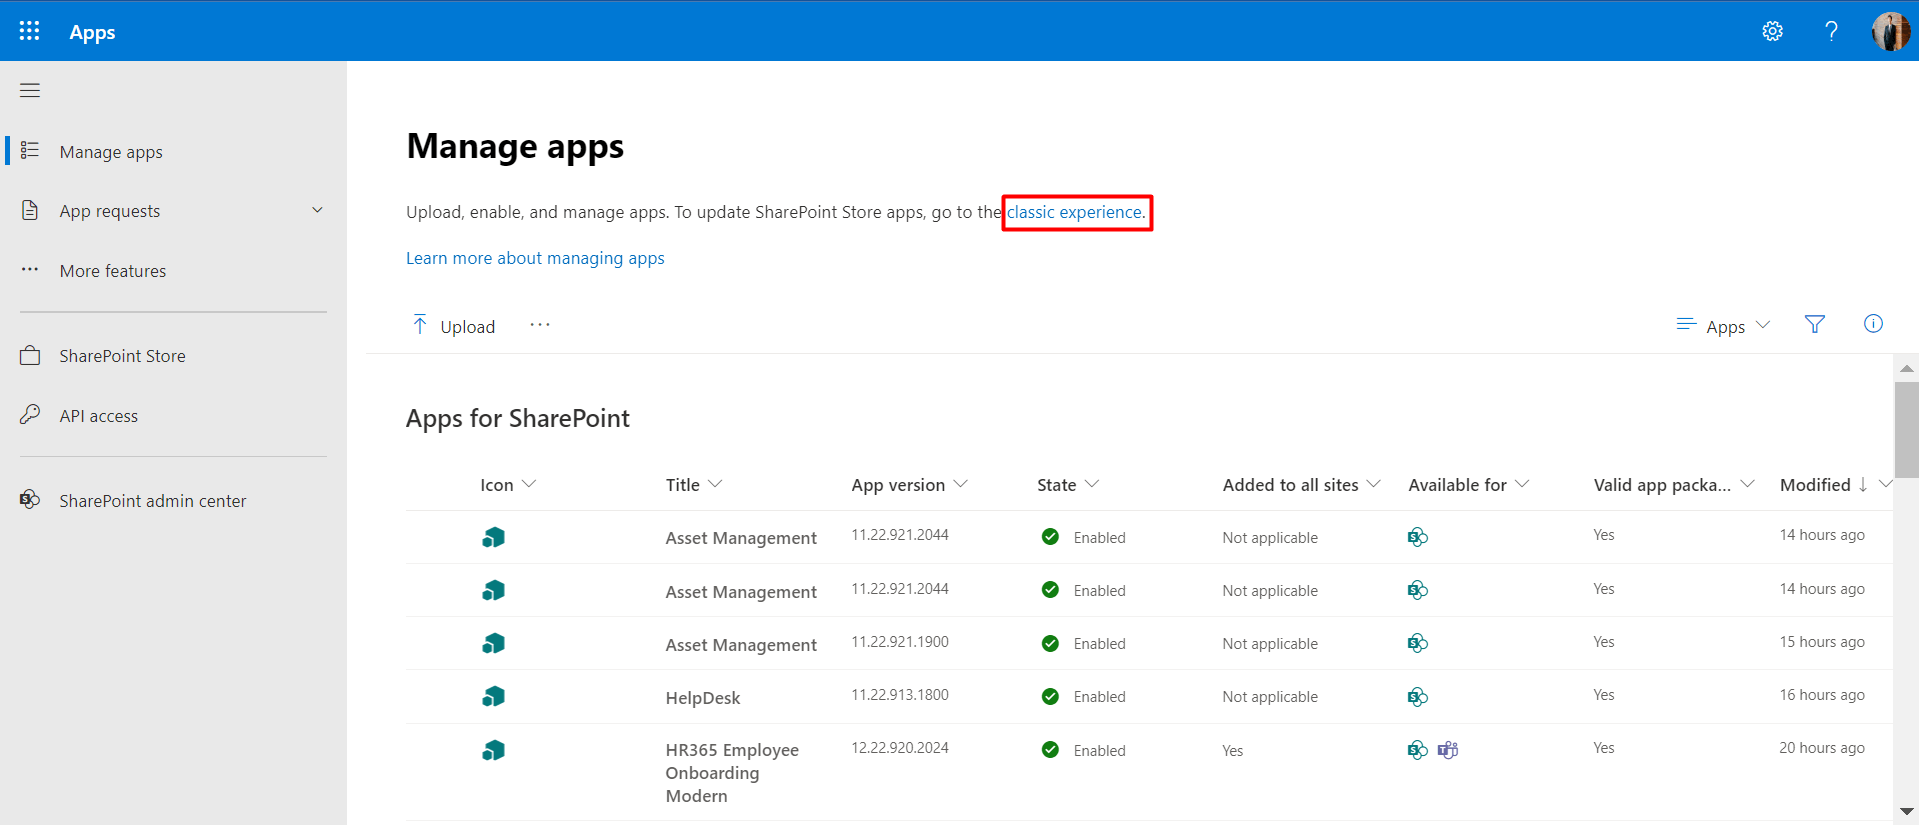 Apps
?
Manage apps
App requests
More features
SharePoint Store
API access
SharePoint admin center
Manage apps
Upload, enable, and manage apps. To update SharePoint Store apps, go to the classic experience.
Learn more about managing apps
Upload ···
Apps
Apps for SharePoint
Icon Title App version State Added to all sites Available for Valid app packa... Modified
Asset Management 11.22.921.2044 Enabled Not applicable Yes 14 hours ago
Asset Management 11.22.921.2044 Enabled Not applicable Yes 14 hours ago
Asset Management 11.22.921.1900 Enabled Not applicable Yes 15 hours ago
HelpDesk 11.22.913.1800 Enabled Not applicable Yes 16 hours ago
HR365 Employee 12.22.920.2024 Enabled Yes Yes 20 hours ago
Onboarding
Modern